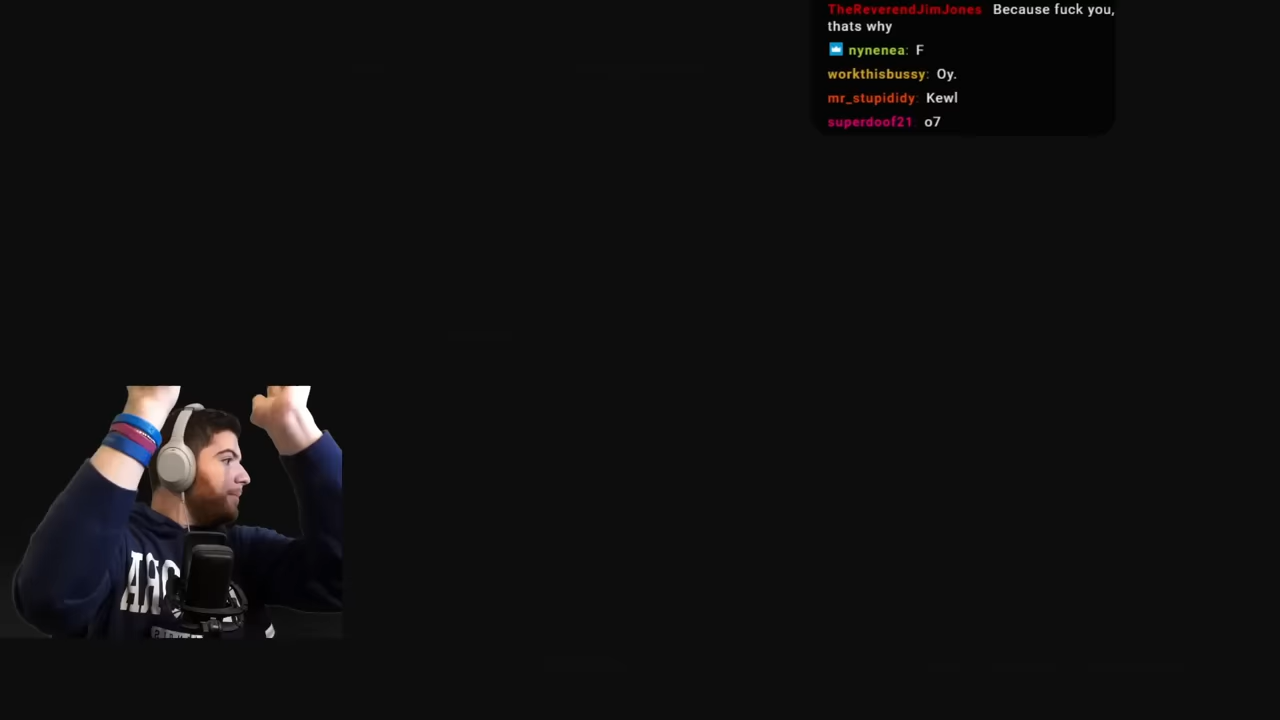 TheReverendJimJones Because fuck you,
thats why
nynenea: F
workthisbussy: Oy.
mr_stupididy: Kewl
superdoof21: o7